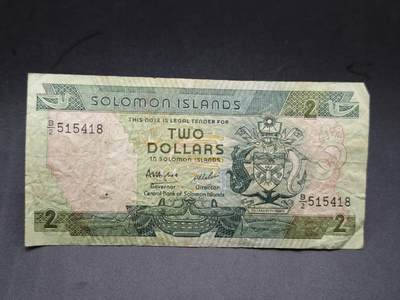 SOLOMON ISLANDS
2
THIS NOTE IS LEGAL TENDER FOR
B/2 515418
TWO
DOLLARS
IN SOLOMON ISLANDS
Governor Director
Central Bank of Solomon Islands
B/2 515418
2
2